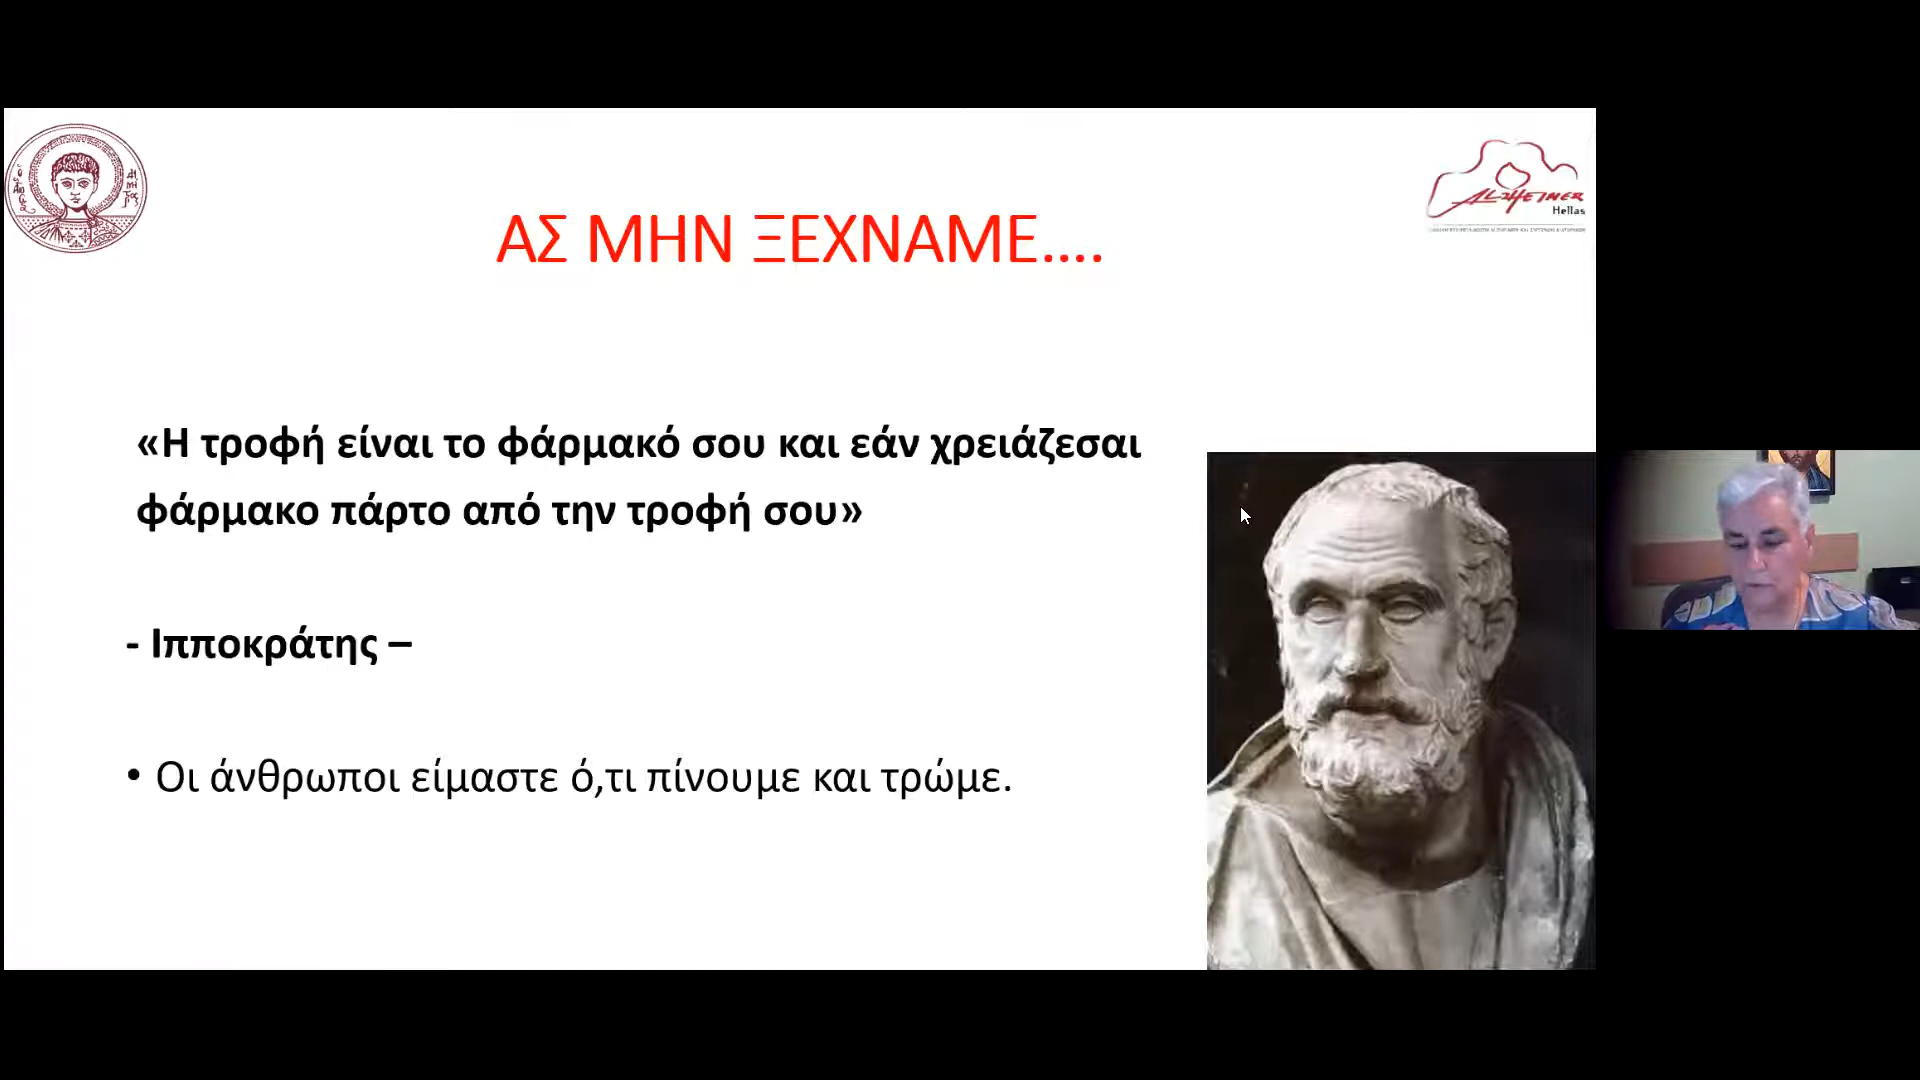 ALZHEIMER
Hellas
ΑΣ ΜΗΝ ΞΕΧΝΑΜΕ....
«Η τροφή είναι το φάρμακό σου και εάν χρειάζεσαι
φάρμακο πάρτο από την τροφή σου»
- Ιπποκράτης –
• Οι άνθρωποι είμαστε ό,τι πίνουμε και τρώμε.